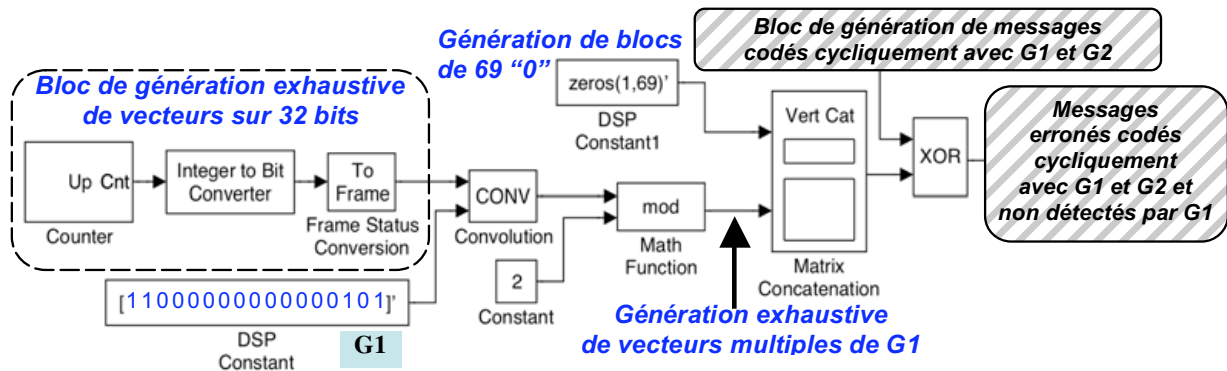 Bloc de génération exhaustive
de vecteurs sur 32 bits
Up Cnt
Counter
Integer to Bit
Converter
To
Frame
Frame Status
Conversion
[11000000000000101]'
DSP
Constant
G1
CONV
Convolution
2
Constant
mod
Math
Function
Génération de blocs
de 69 “0”
zeros(1,69)'
DSP
Constant1
Vert Cat
Matrix
Concatenation
Génération exhaustive
de vecteurs multiples de G1
Bloc de génération de messages
codés cycliquement avec G1 et G2
XOR
Messages
erronés codés
cycliquement
avec G1 et G2 et
non détectés par G1